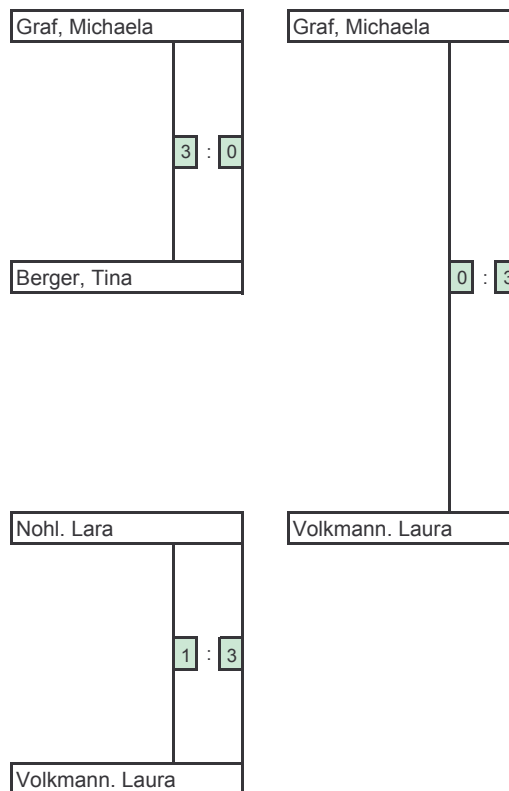 Graf, Michaela
Graf, Michaela
3 : 0
Berger, Tina
0 : 3
Nohl. Lara
Volkmann. Laura
1 : 3
Volkmann. Laura